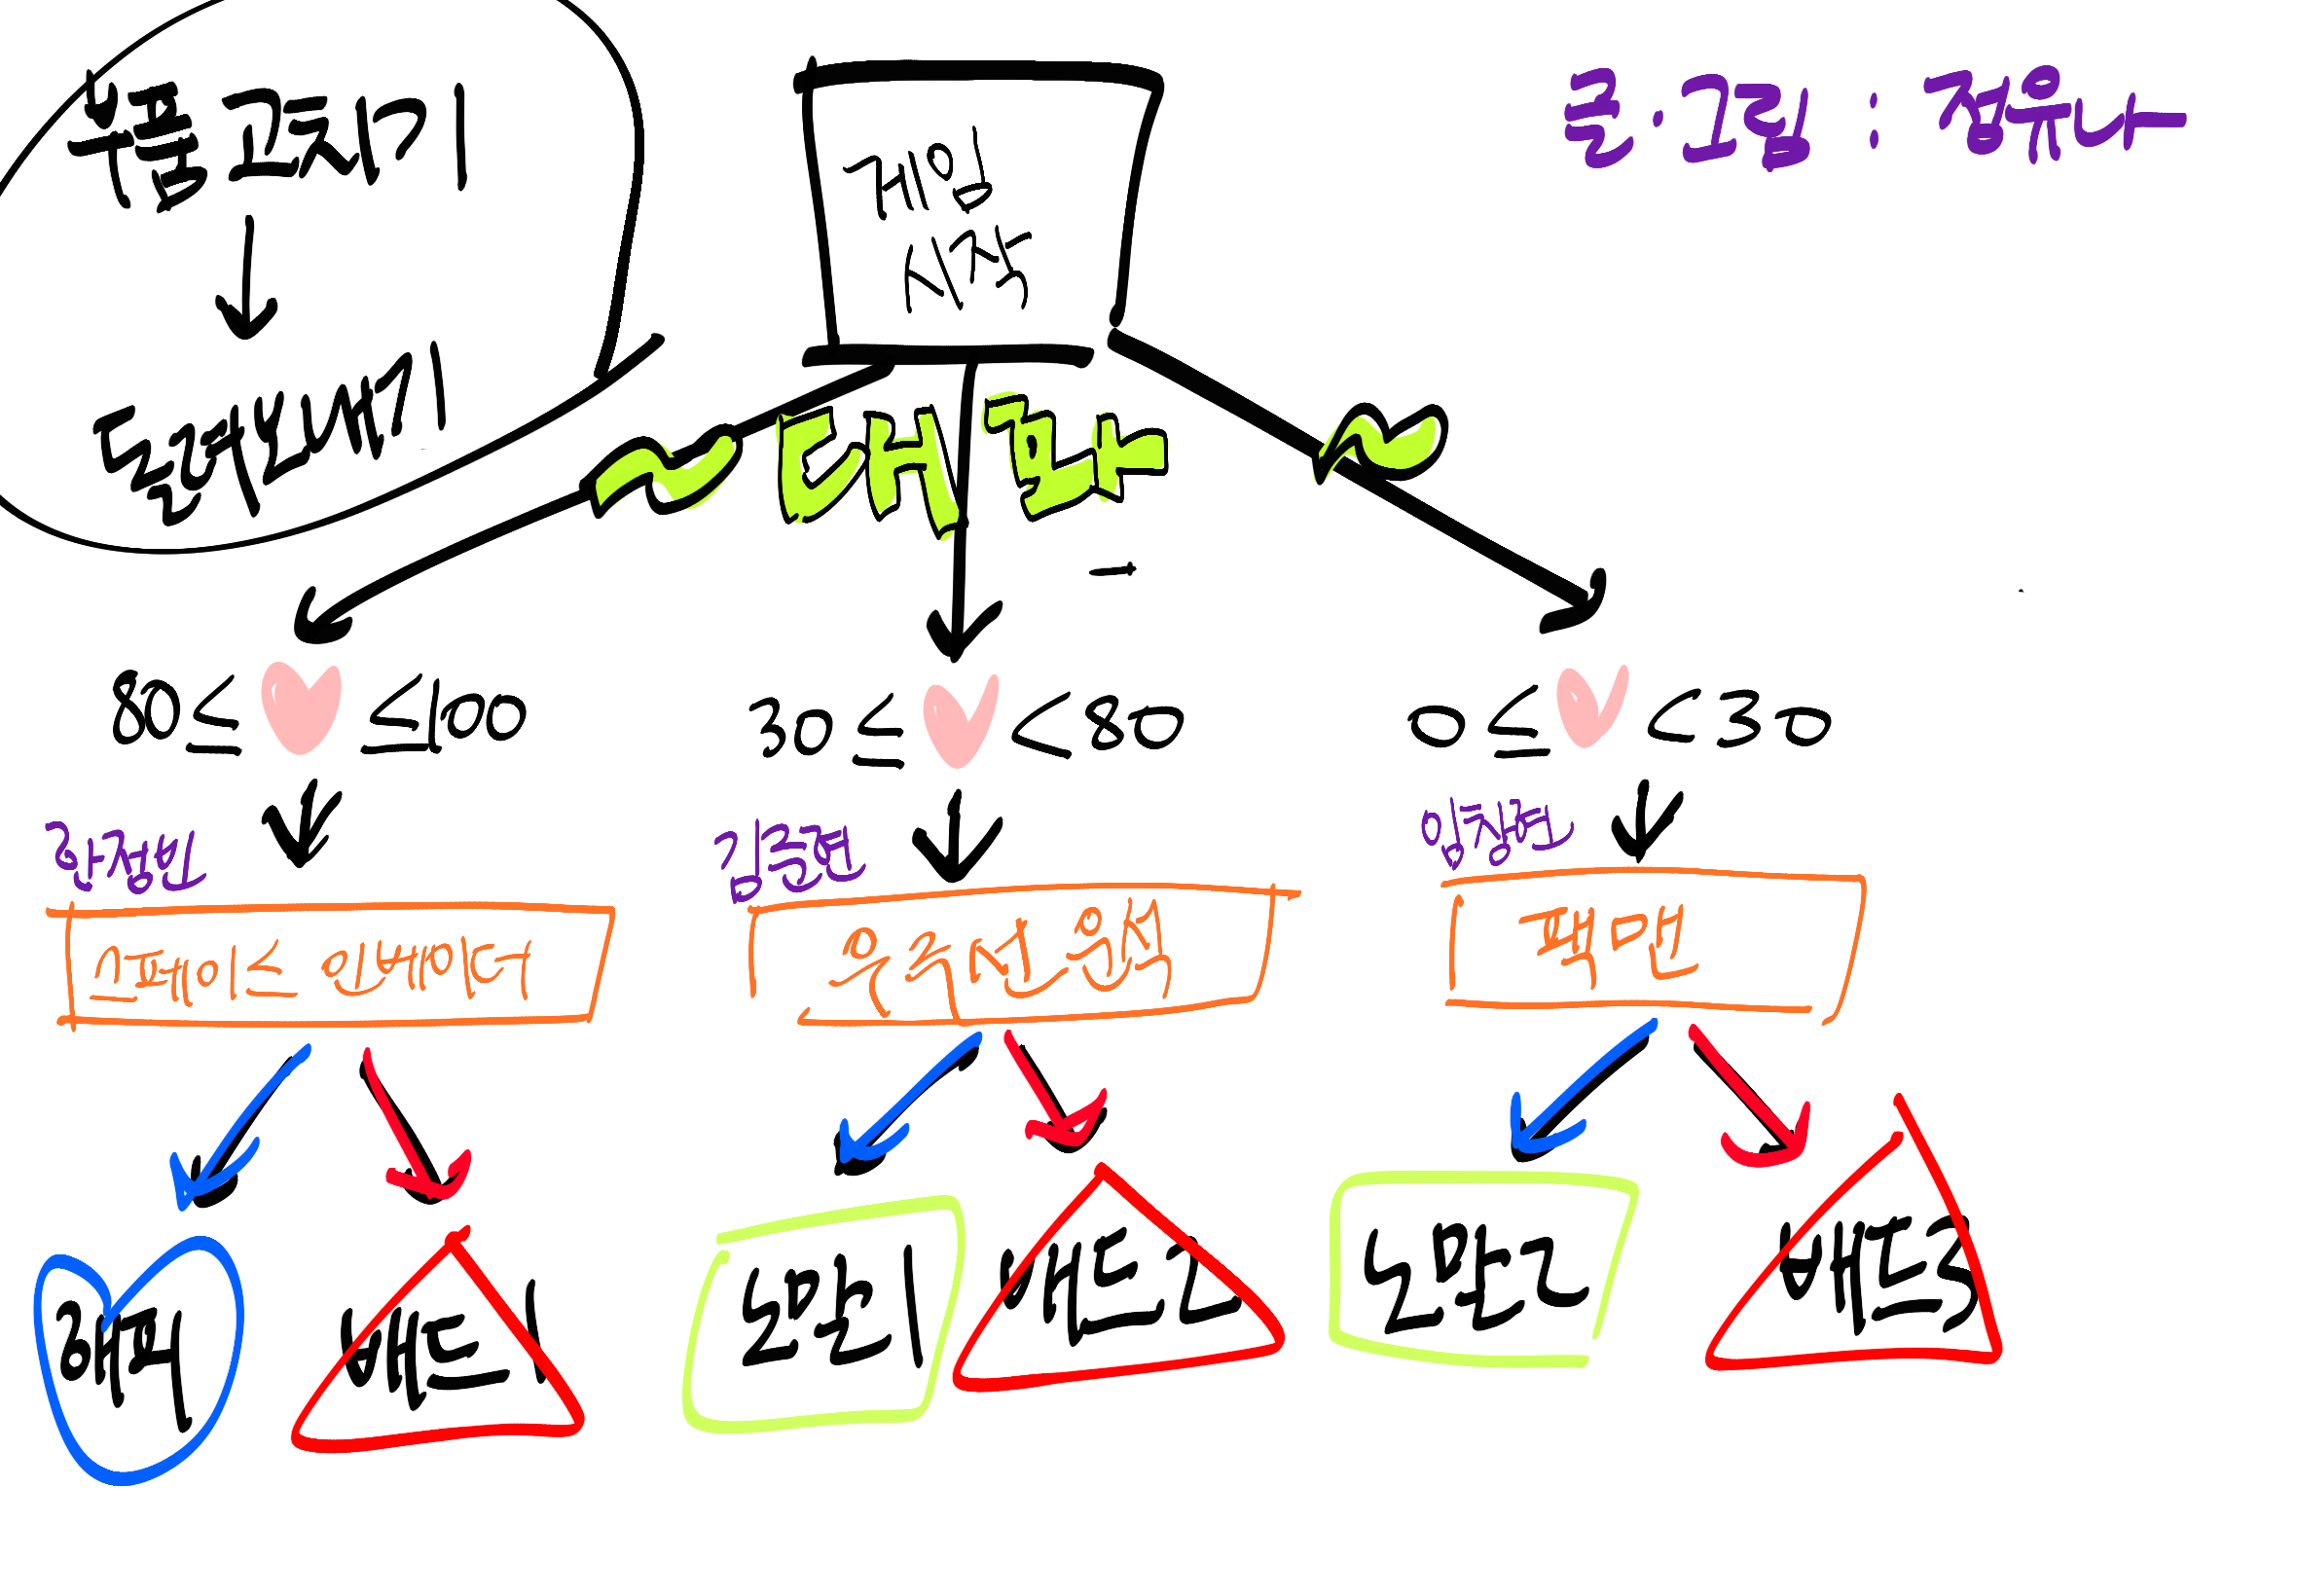 부품 고치기
돌려보내기
게임
시작
글·그림 : 정유나
~ 대화 ~
80≤♥≤100
30≤♥<80
0≤♥<30
한정빈
김주현
임창현
스페이스 인베이더
우주선 유식
팩맨
해피
배드1
노말1
배드2
노말2
배드3